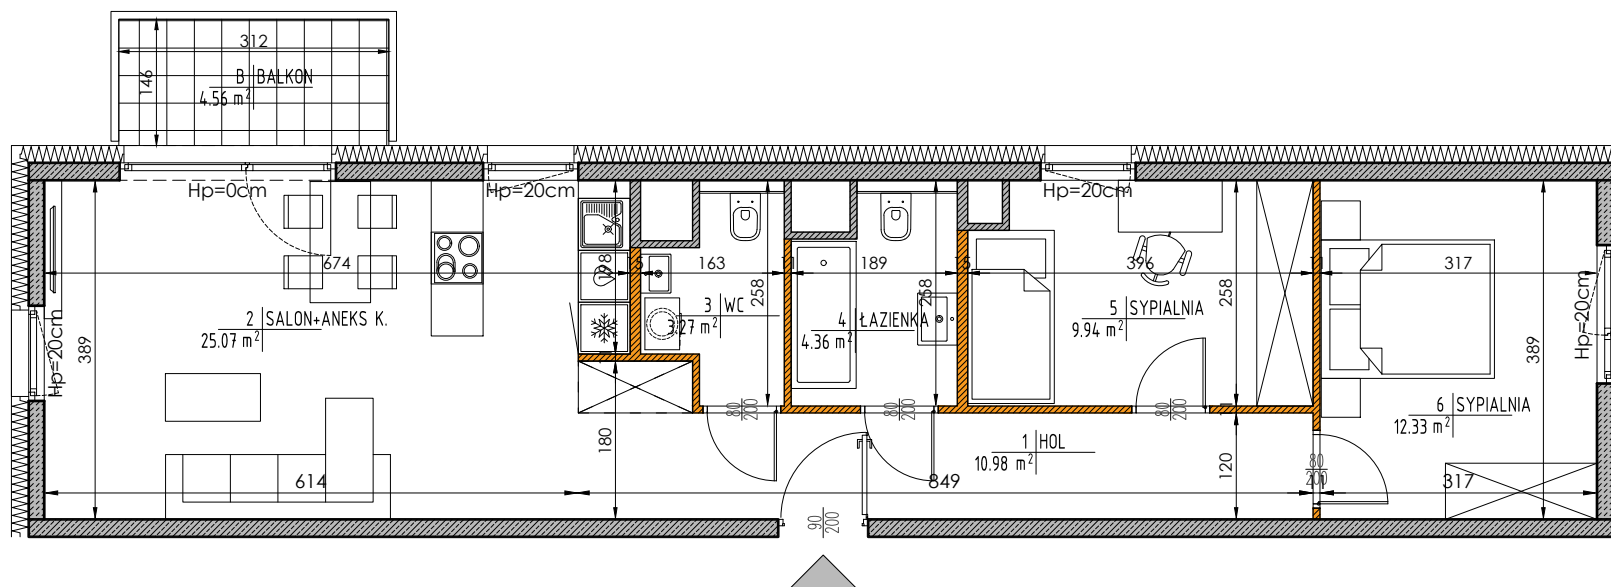 312
146
B BALKON
4.56 m²
Hp=0cm
Hp=20cm
Hp=20cm
674
5
198
163
11
189
5
396
11
317
258
258
258
3 WC
3.27 m²
4 ŁAZIENKA
4.36 m²
5 SYPIALNIA
9.94 m²
2 SALON+ANEKS K.
25.07 m²
389
Hp=20cm
Hp=20cm
389
6 SYPIALNIA
12.33 m²
80
200
80
200
80
200
1 HOL
10.98 m²
180
120
80
200
614
849
317
90
200